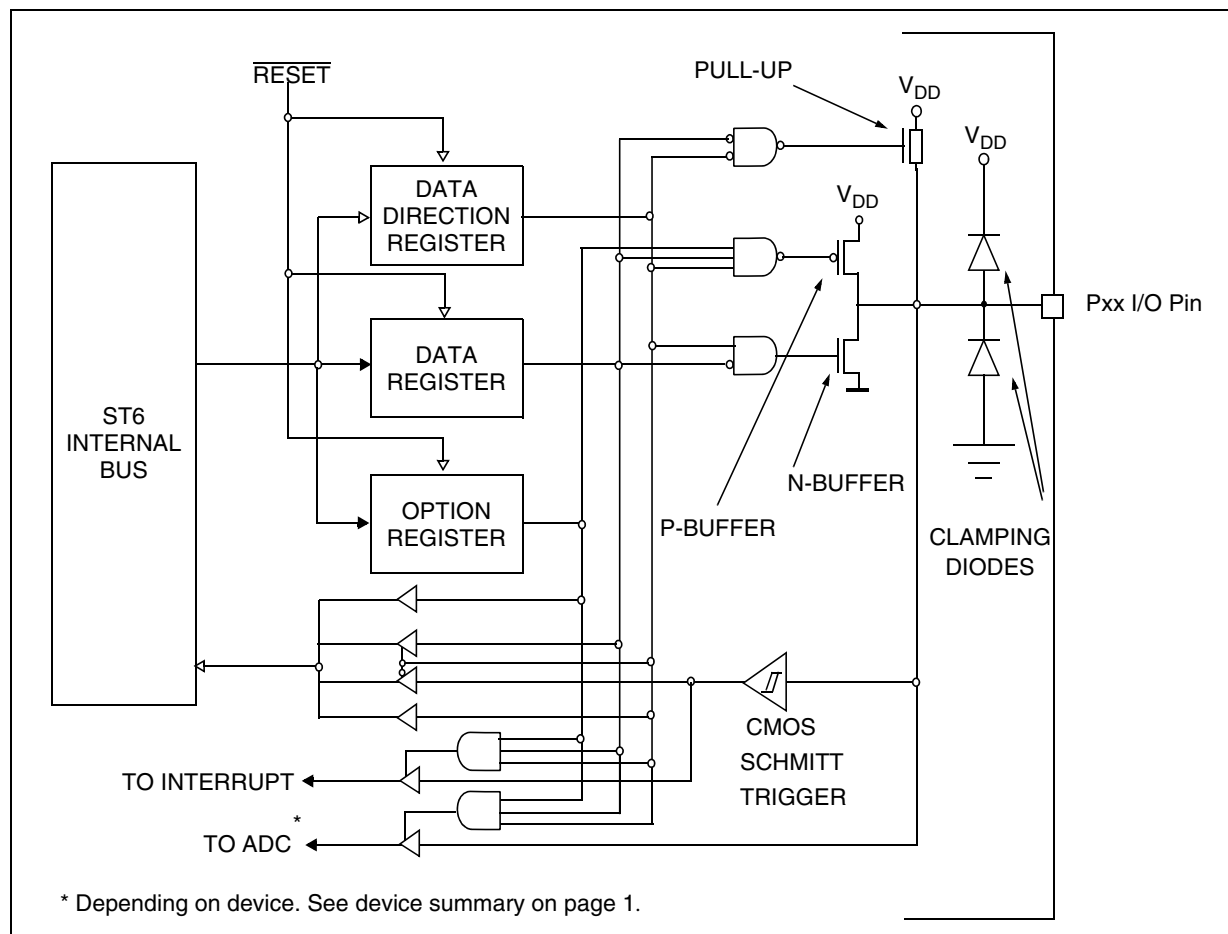 RESET
PULL-UP
VDD
VDD
VDD
DATA
DIRECTION
REGISTER
DATA
REGISTER
OPTION
REGISTER
ST6
INTERNAL
BUS
Pxx I/O Pin
N-BUFFER
P-BUFFER
CLAMPING
DIODES
CMOS
SCHMITT
TRIGGER
TO INTERRUPT
TO ADC*
* Depending on device. See device summary on page 1.